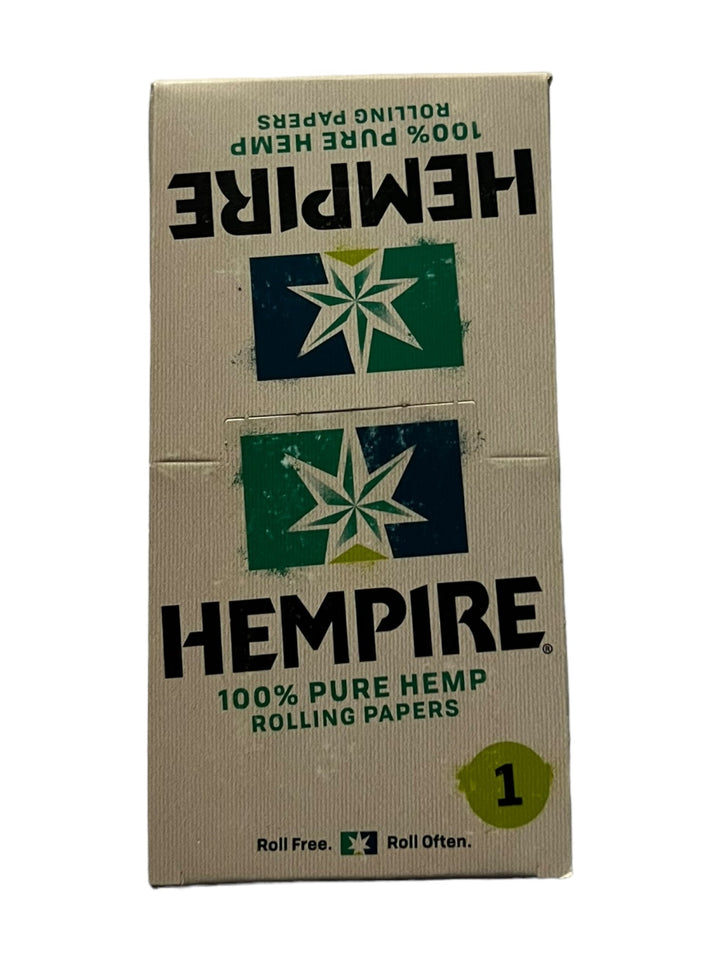 100% PURE HEMP
ROLLING PAPERS
HEMPIRE
HEMPIRE®
100% PURE HEMP
ROLLING PAPERS
1
Roll Free. Roll Often.